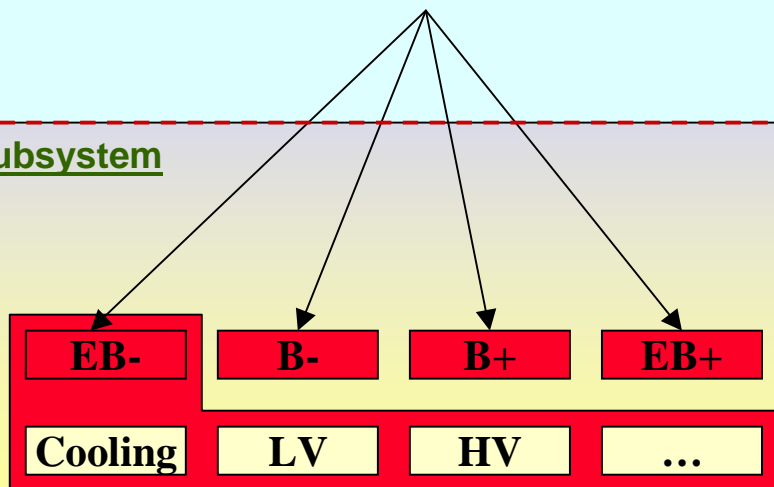 ubsystem
EB- B- B+ EB+
Cooling LV HV ...